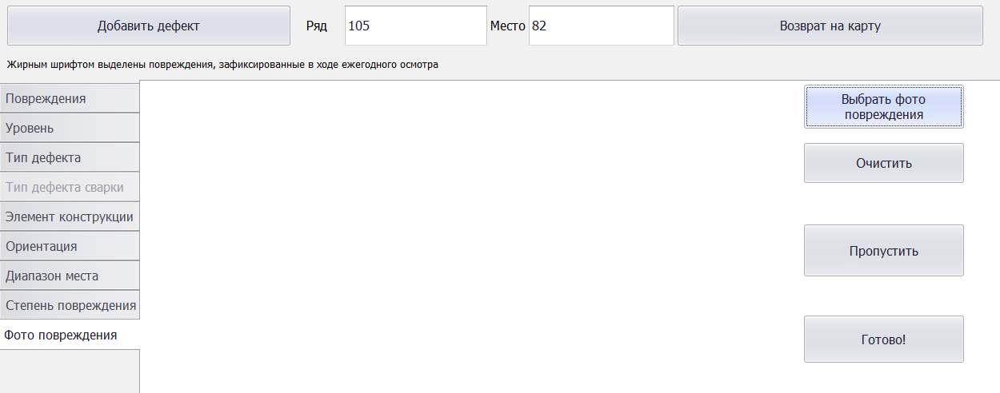 Добавить дефект
Ряд
105
Место
82
Возврат на карту
Жирным шрифтом выделены повреждения, зафиксированные в ходе ежегодного осмотра
Повреждения
Уровень
Тип дефекта
Тип дефекта сварки
Элемент конструкции
Ориентация
Диапазон места
Степень повреждения
Фото повреждения
Выбрать фото
повреждения
Очистить
Пропустить
Готово!